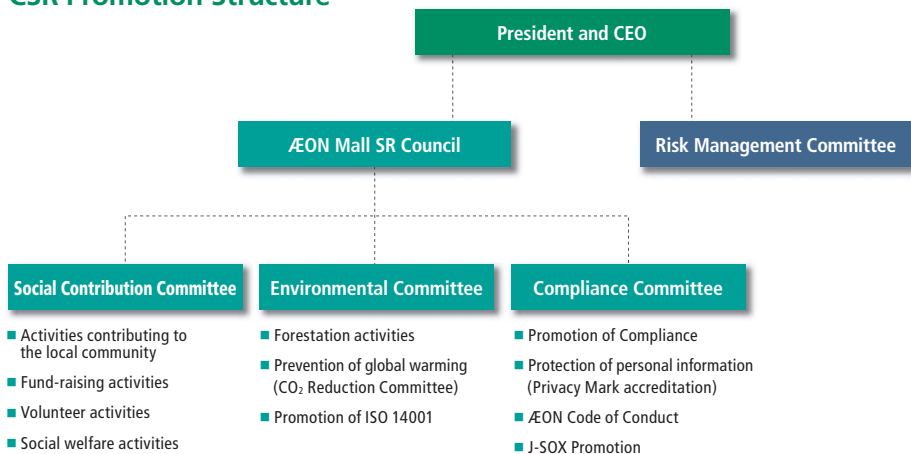 CSR Promotion Structure
President and CEO
ÆON Mall SR Council
Risk Management Committee
Social Contribution Committee
■ Activities contributing to
the local community
■ Fund-raising activities
■ Volunteer activities
■ Social welfare activities
Environmental Committee
■ Forestation activities
■ Prevention of global warming
(CO₂ Reduction Committee)
■ Promotion of ISO 14001
Compliance Committee
■ Promotion of Compliance
■ Protection of personal information
(Privacy Mark accreditation)
■ ÆON Code of Conduct
■ J-SOX Promotion